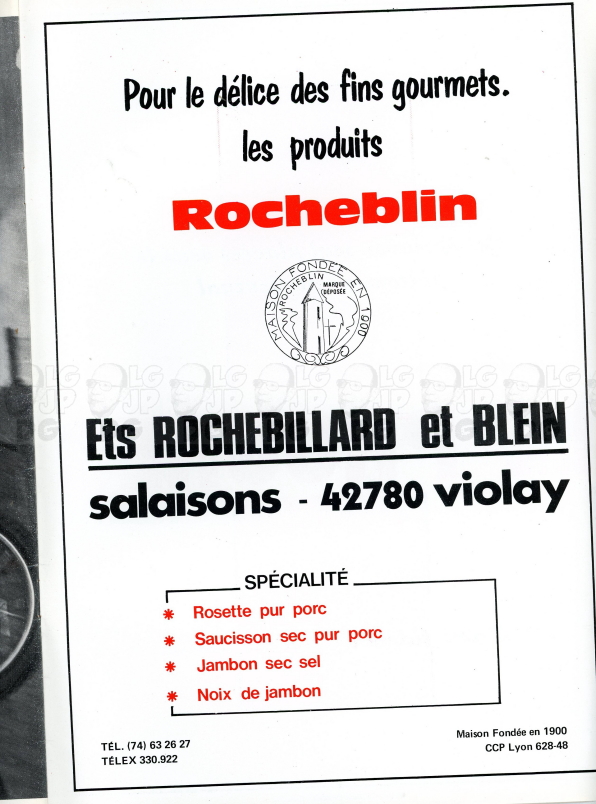 Pour le délice des fins gourmets.
les produits
Rocheblin
MAISON FONDÉE EN 1900
ROCHEBLIN
MARQUE
DÉPOSÉE
LG
JP
Ets ROCHEBILLARD et BLEIN
salaisons - 42780 violay
SPÉCIALITÉ
* Rosette pur porc
* Saucisson sec pur porc
* Jambon sec sel
* Noix de jambon
TÉL. (74) 63 26 27
TÉLEX 330.922
Maison Fondée en 1900
CCP Lyon 628-48